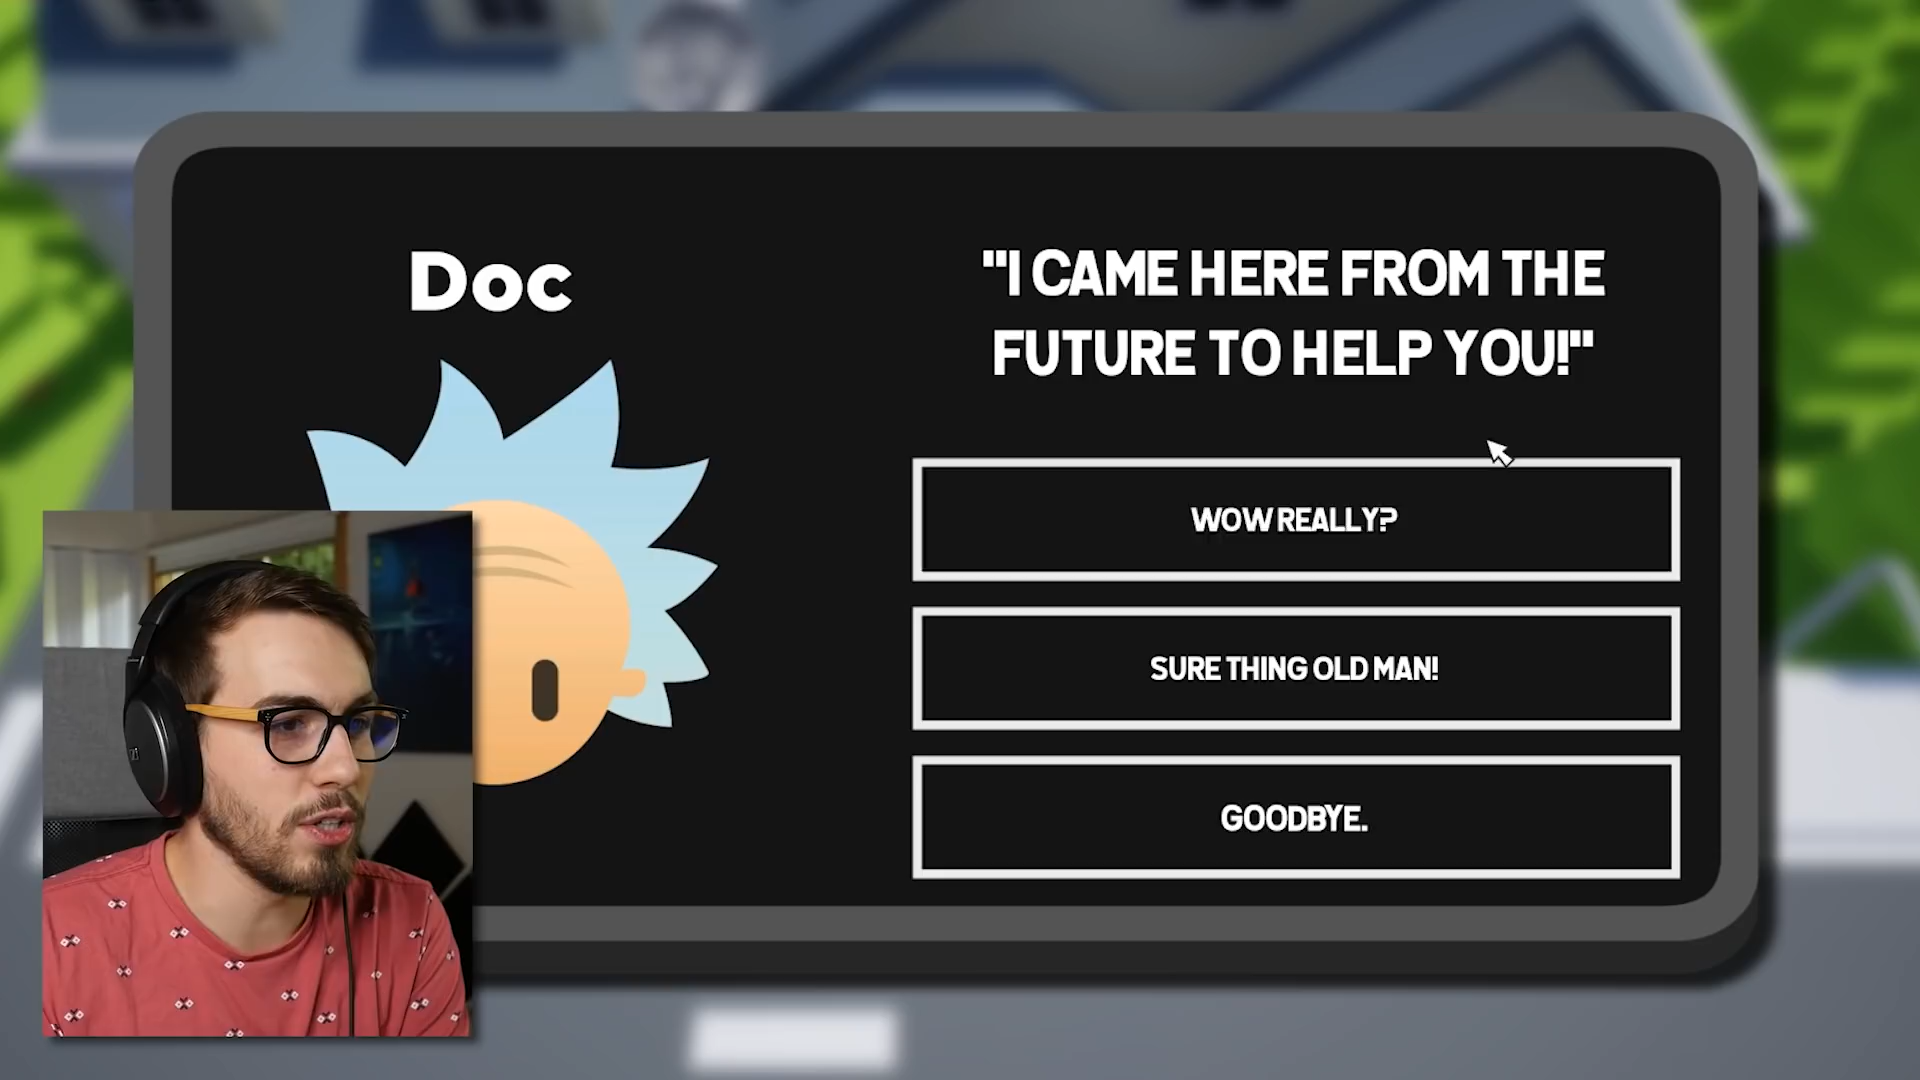 Doc
"I CAME HERE FROM THE
FUTURE TO HELP YOU!"
WOW REALLY?
SURE THING OLD MAN!
GOODBYE.